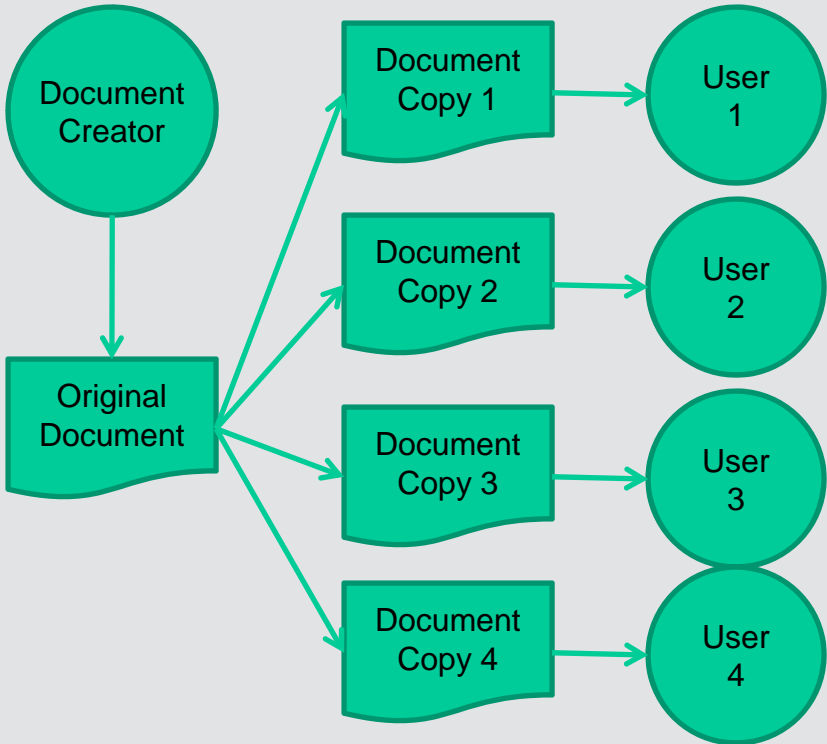 Document
Creator
Original
Document
Document
Copy 1
User
1
Document
Copy 2
User
2
Document
Copy 3
User
3
Document
Copy 4
User
4